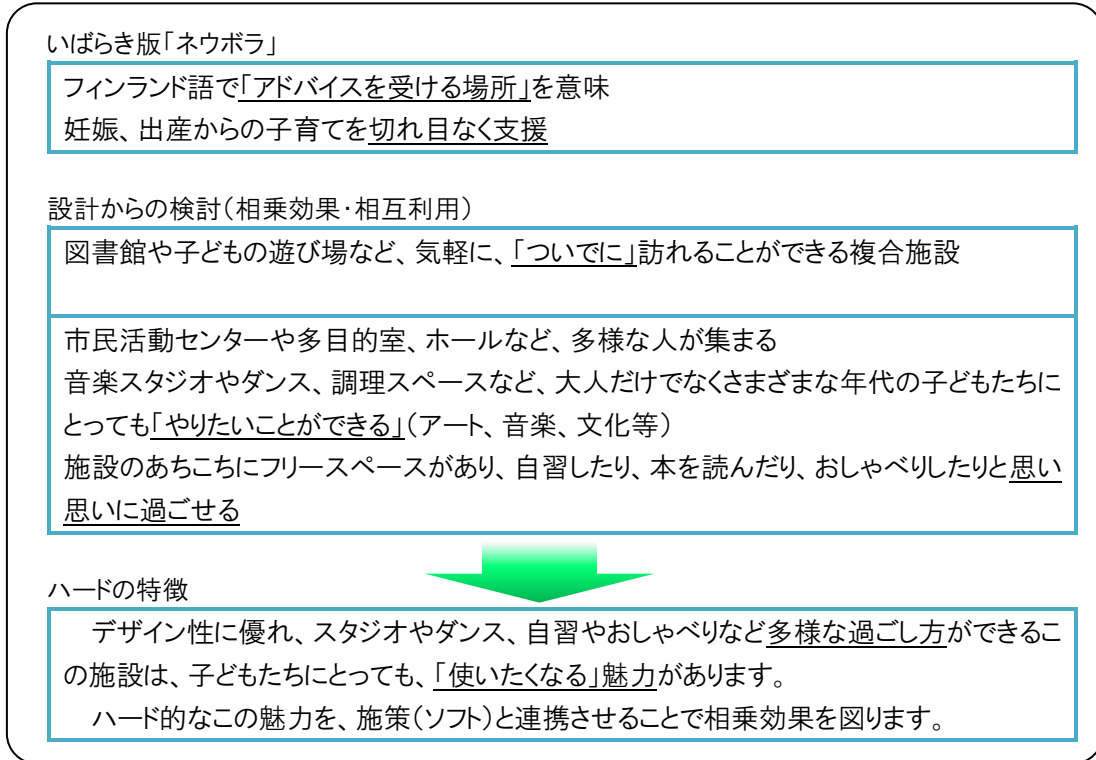 いばらき版「ネウボラ」
フィンランド語で「アドバイスを受ける場所」を意味
妊娠、出産からの子育てを切れ目なく支援
設計からの検討（相乗効果・相互利用）
図書館や子どもの遊び場など、気軽に、「ついでに」訪れることができる複合施設
市民活動センターや多目的室、ホールなど、多様な人が集まる
音楽スタジオやダンス、調理スペースなど、大人だけでなくさまざまな年代の子どもたちに
とっても「やりたいことができる」（アート、音楽、文化等）
施設のあちこちにフリースペースがあり、自習したり、本を読んだり、おしゃべりしたりと思い
思いに過ごせる
ハードの特徴
デザイン性に優れ、スタジオやダンス、自習やおしゃべりなど多様な過ごし方ができるこ
の施設は、子どもたちにとっても、「使いたくなる」魅力があります。
ハード的なこの魅力を、施策（ソフト）と連携させることで相乗効果を図ります。